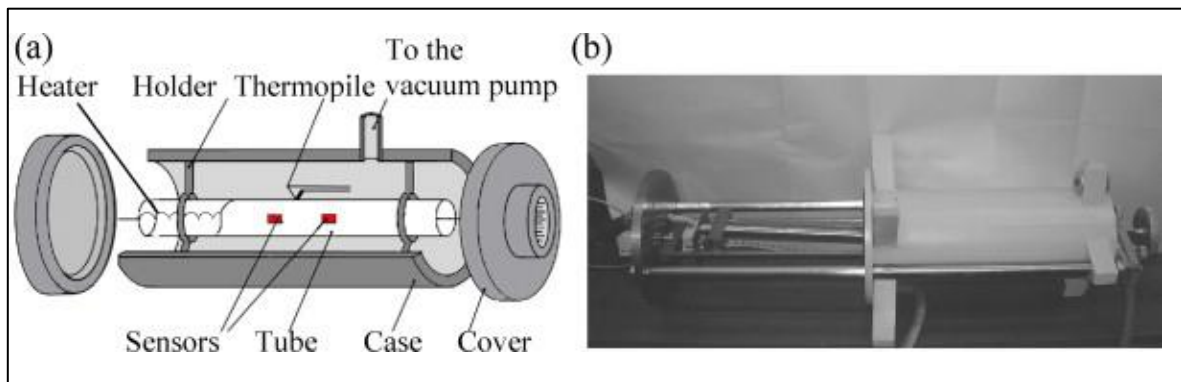 (a)
To the
Heater Holder Thermopile vacuum pump
Sensors Tube Case Cover
(b)